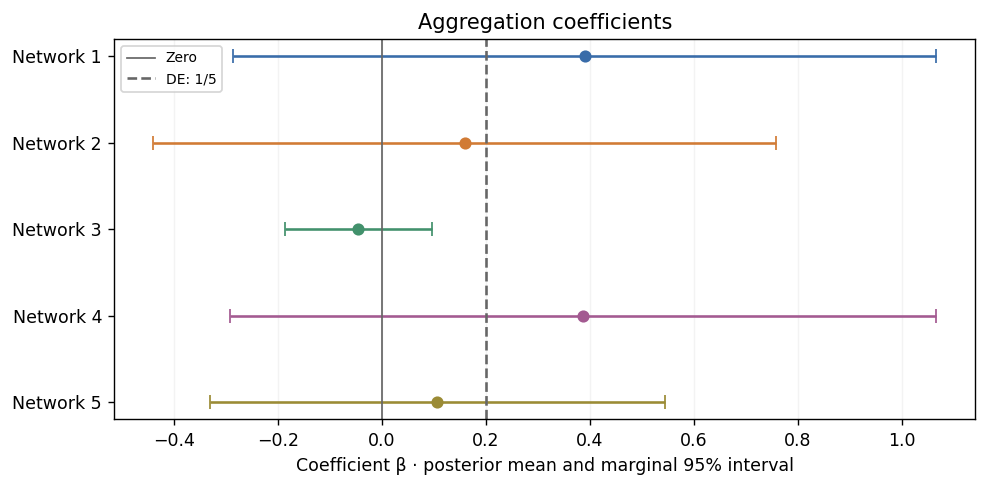 Aggregation coefficients
Network 1
Network 2
Network 3
Network 4
Network 5
Zero
DE: 1/5
−0.4 −0.2 0.0 0.2 0.4 0.6 0.8 1.0
Coefficient β · posterior mean and marginal 95% interval